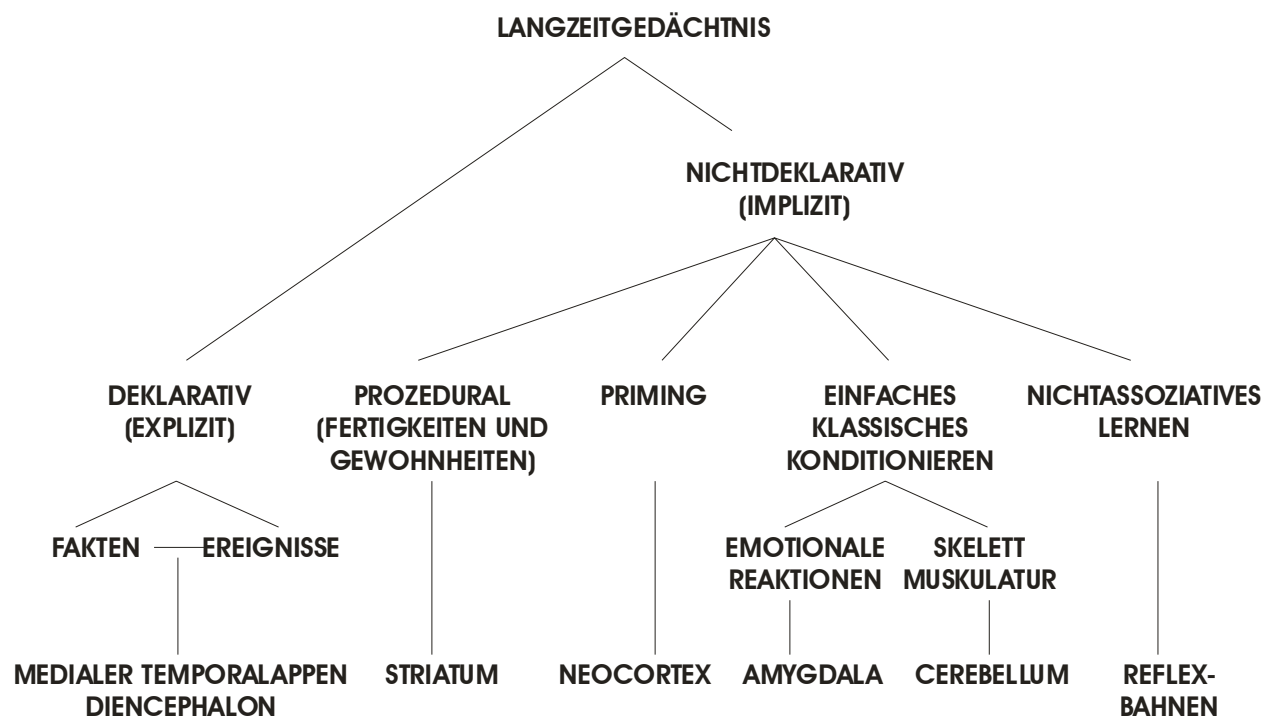 LANGZEITGEDÄCHTNIS
NICHTDEKLARATIV
(IMPLIZIT)
DEKLARATIV
(EXPLIZIT)
PROZEDURAL
(FERTIGKEITEN UND
GEWOHNHEITEN)
PRIMING
EINFACHES
KLASSISCHES
KONDITIONIEREN
NICHTASSOZIATIVES
LERNEN
FAKTEN
EREIGNISSE
EMOTIONALE
REAKTIONEN
SKELETT
MUSKULATUR
MEDIALER TEMPORALAPPEN
DIENCEPHALON
STRIATUM
NEOCORTEX
AMYGDALA
CEREBELLUM
REFLEX-
BAHNEN